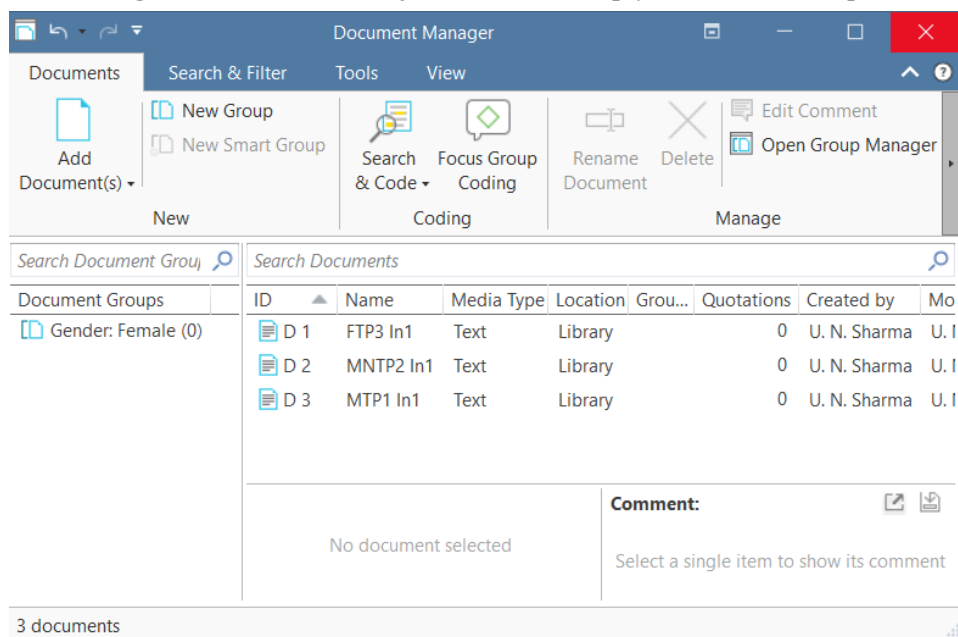 Document Manager
Documents Search & Filter Tools View
Add Document(s)
New Group
New Smart Group
New
Search & Code
Focus Group Coding
Coding
Rename Document
Delete
Edit Comment
Open Group Manager
Manage
Search Document Grou
Search Documents
Document Groups
Gender: Female (0)
ID Name Media Type Location Grou... Quotations Created by Mo
D 1 FTP3 In1 Text Library 0 U. N. Sharma U.
D 2 MNTP2 In1 Text Library 0 U. N. Sharma U.
D 3 MTP1 In1 Text Library 0 U. N. Sharma U.
No document selected
Comment:
Select a single item to show its comment
3 documents